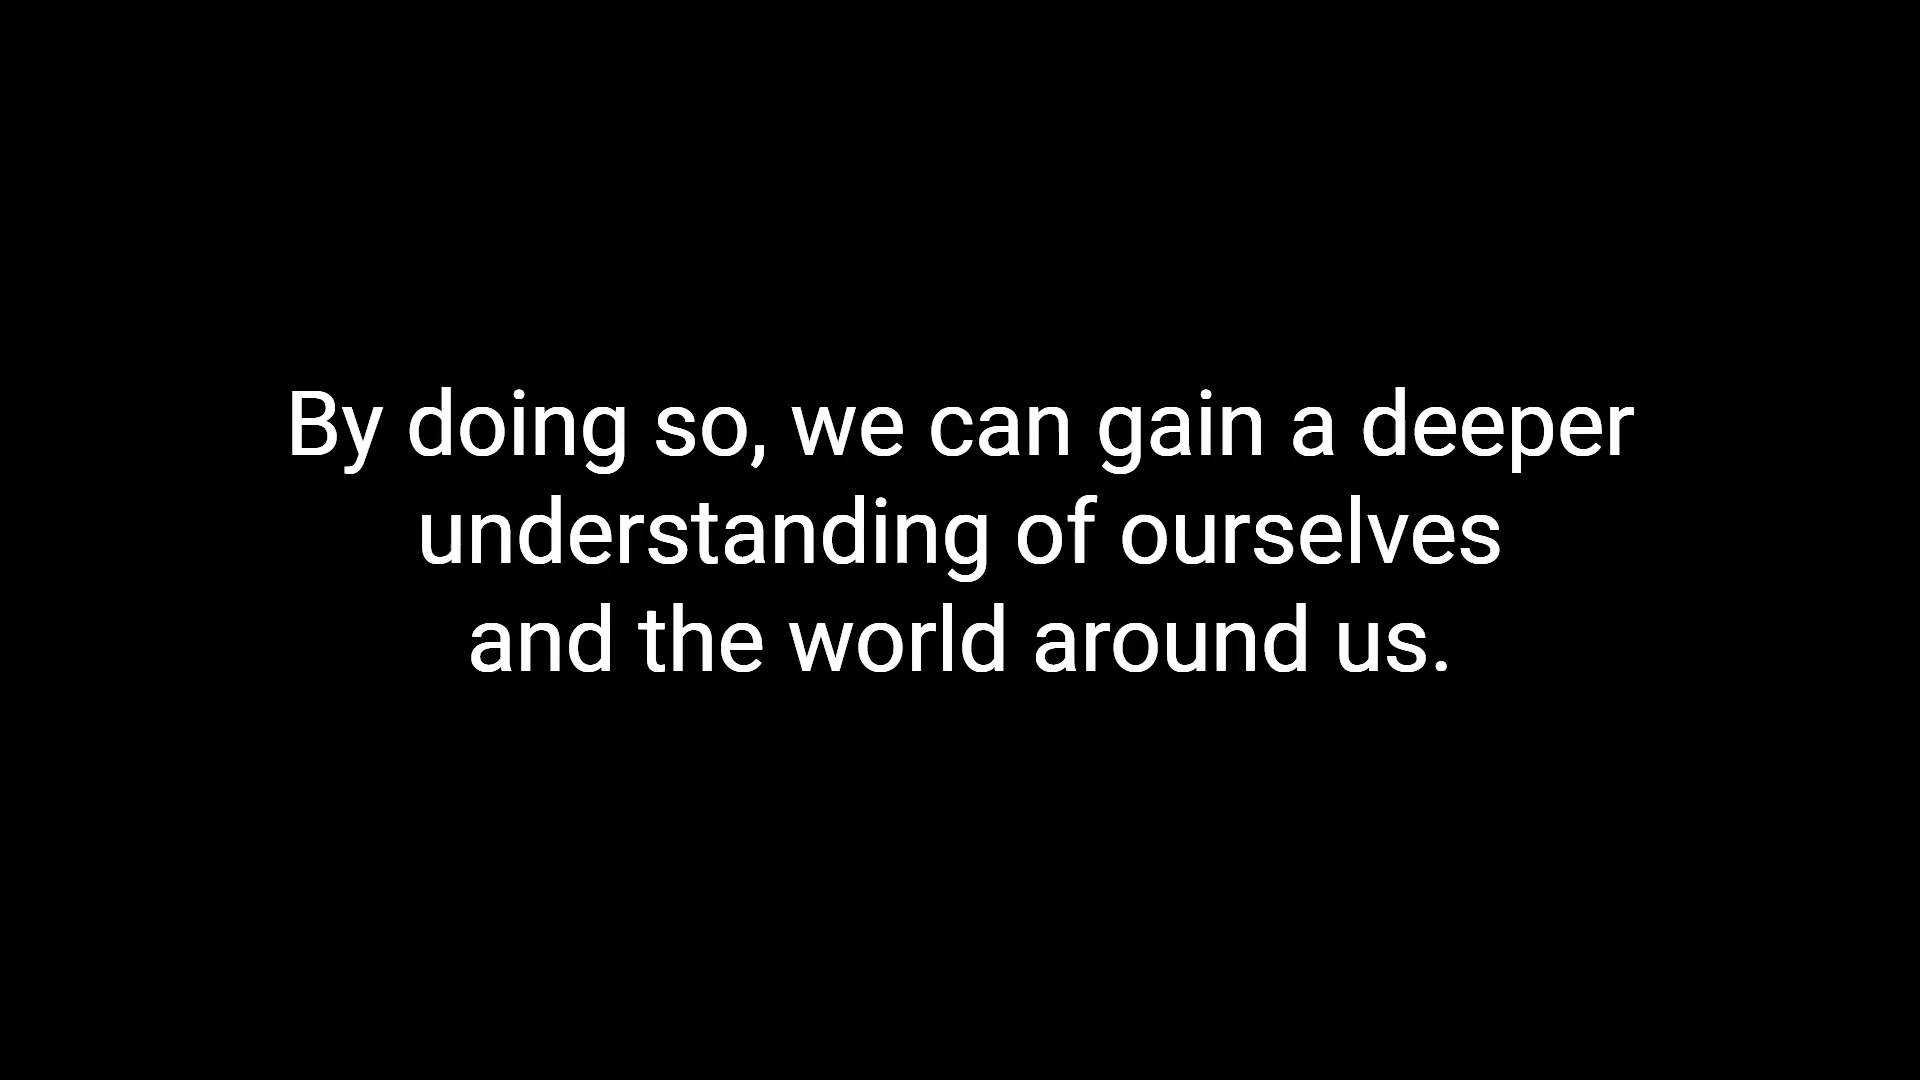 By doing so, we can gain a deeper
understanding of ourselves
and the world around us.